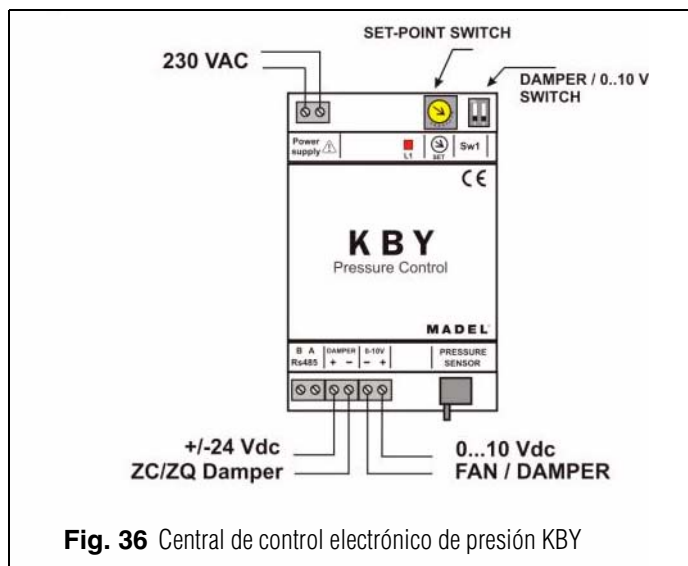 SET-POINT SWITCH
230 VAC
DAMPER / 0..10 V
SWITCH
Power
supply
L1
SET
Sw1
CE
KBY
Pressure Control
MADEL
B A
Rs485
DAMPER
+ −
0-10V
− +
PRESSURE
SENSOR
+/-24 Vdc
ZC/ZQ Damper
0...10 Vdc
FAN / DAMPER
Fig. 36 Central de control electrónico de presión KBY